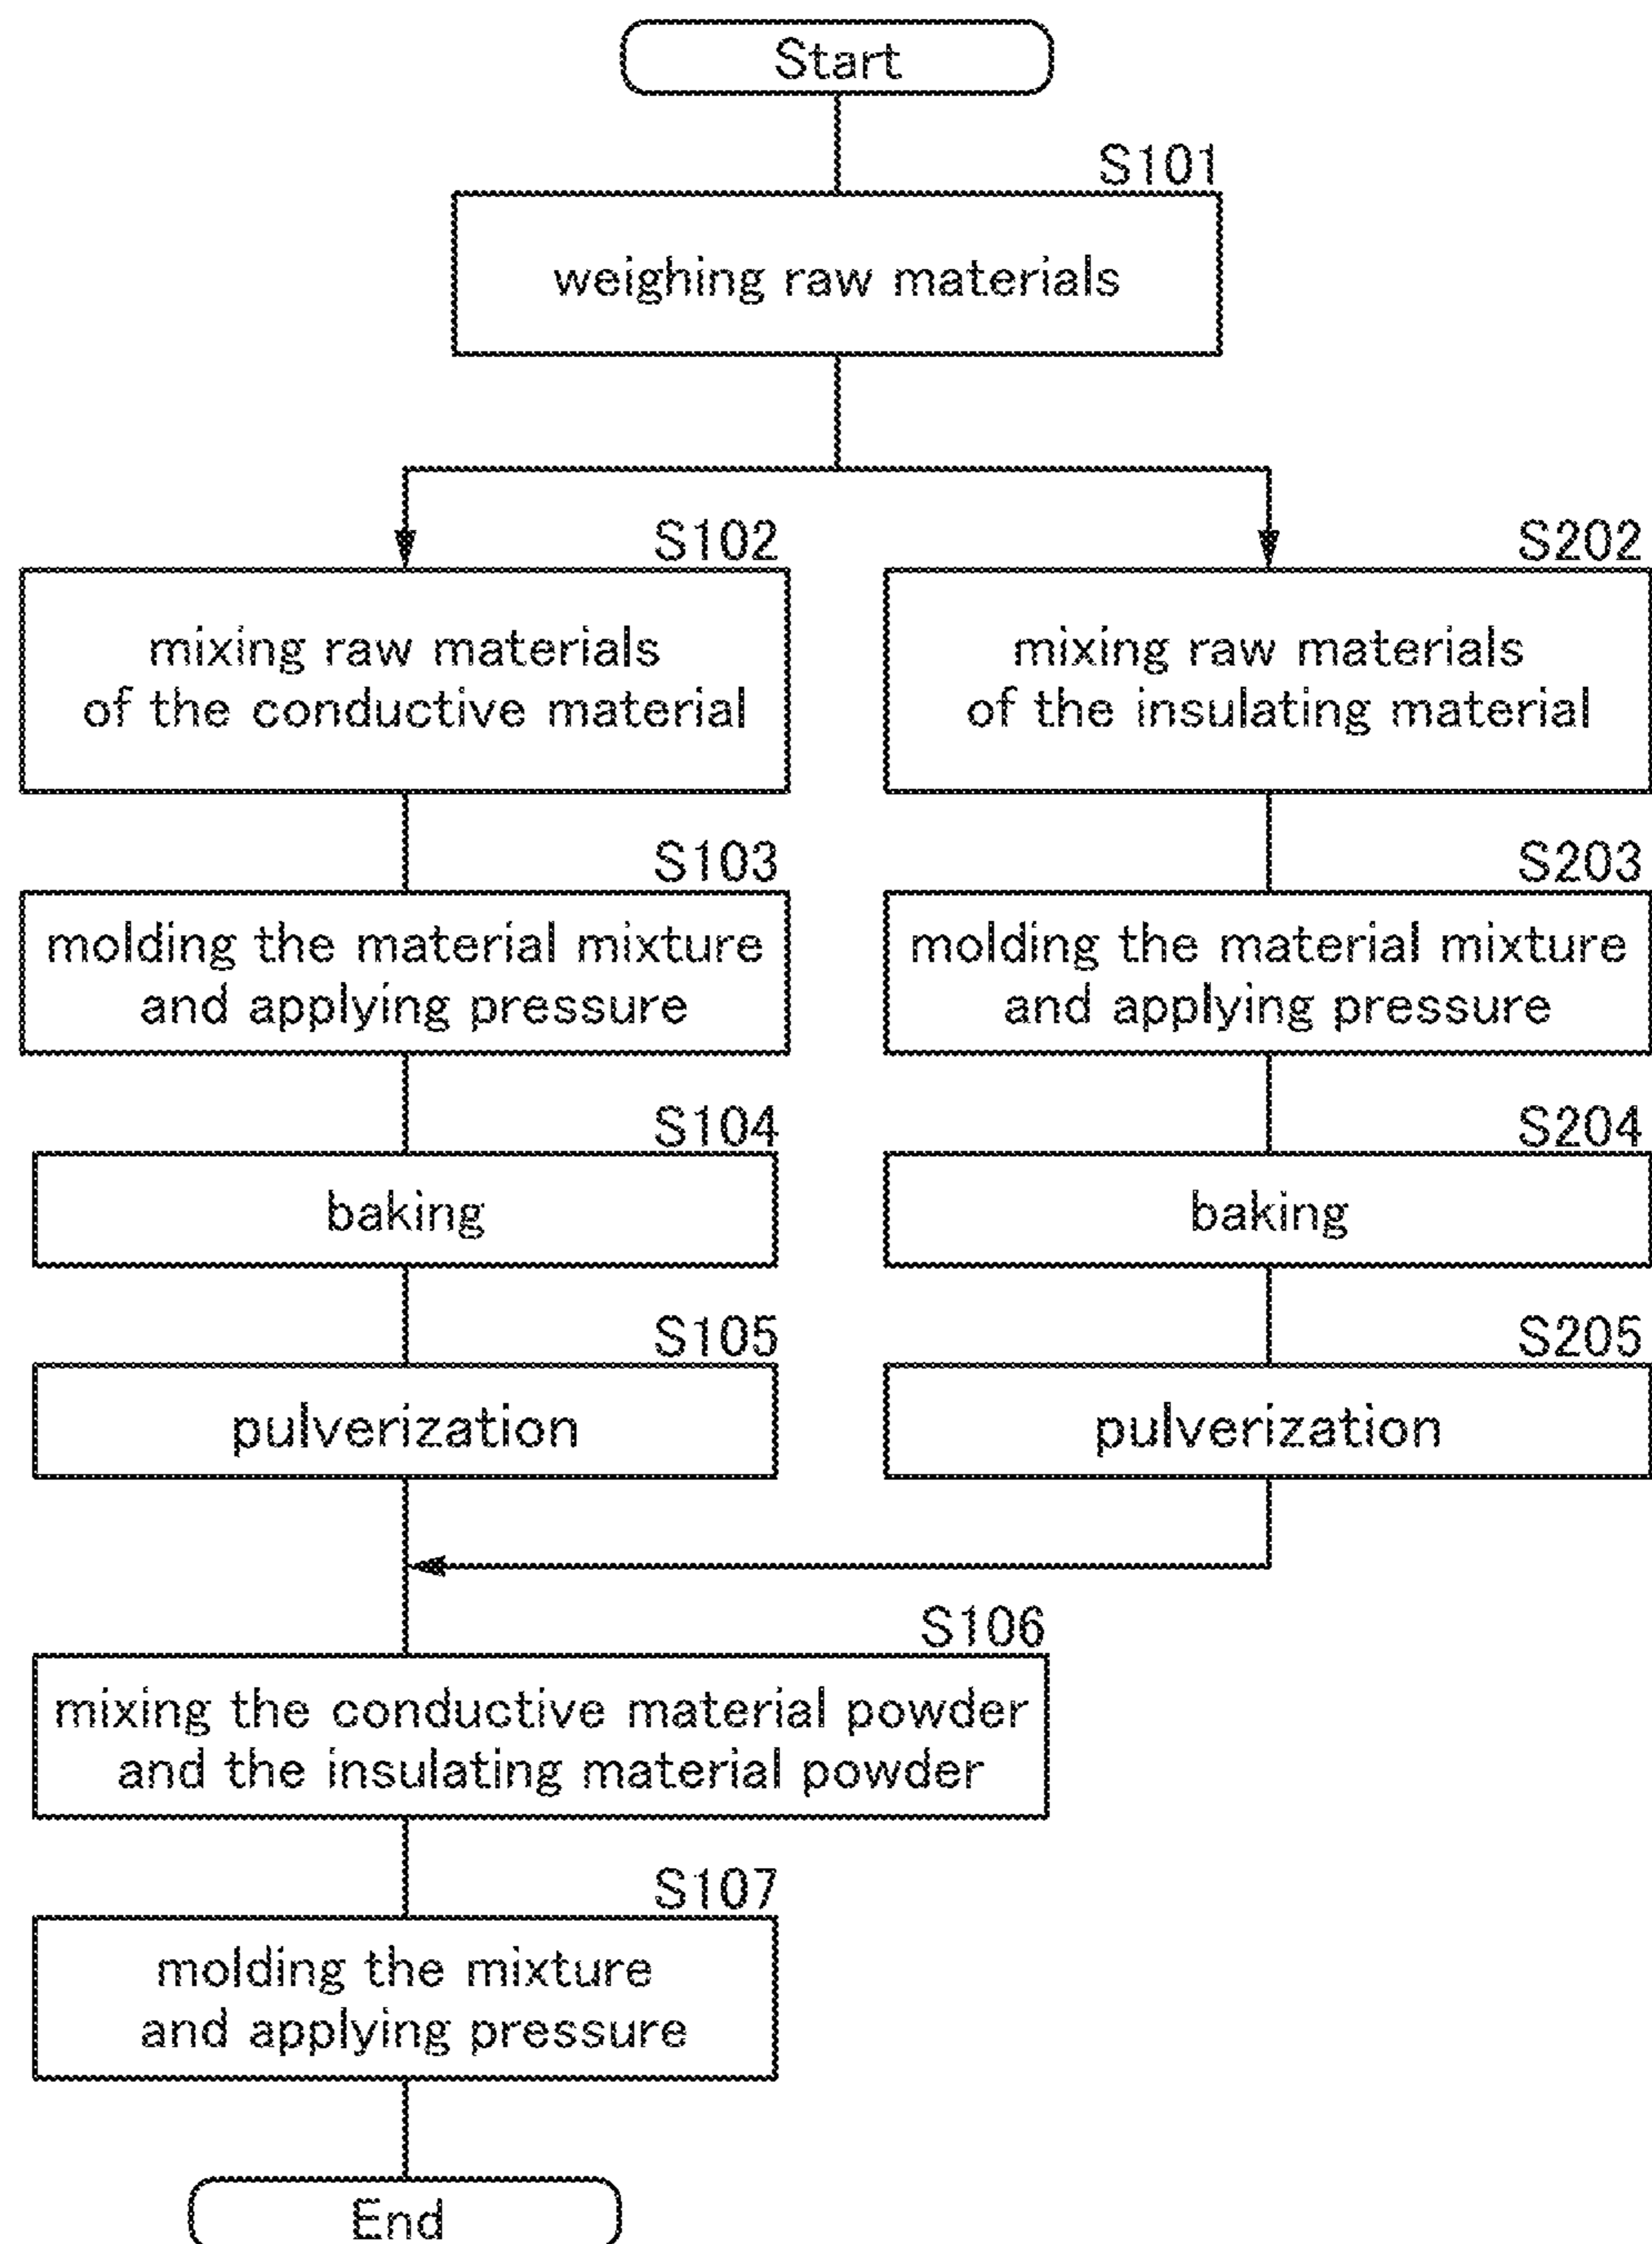 Start
S101
weighing raw materials
S102
mixing raw materials
of the conductive material
S202
mixing raw materials
of the insulating material
S103
molding the material mixture
and applying pressure
S203
molding the material mixture
and applying pressure
S104
baking
S204
baking
S105
pulverization
S205
pulverization
S106
mixing the conductive material powder
and the insulating material powder
S107
molding the mixture
and applying pressure
End